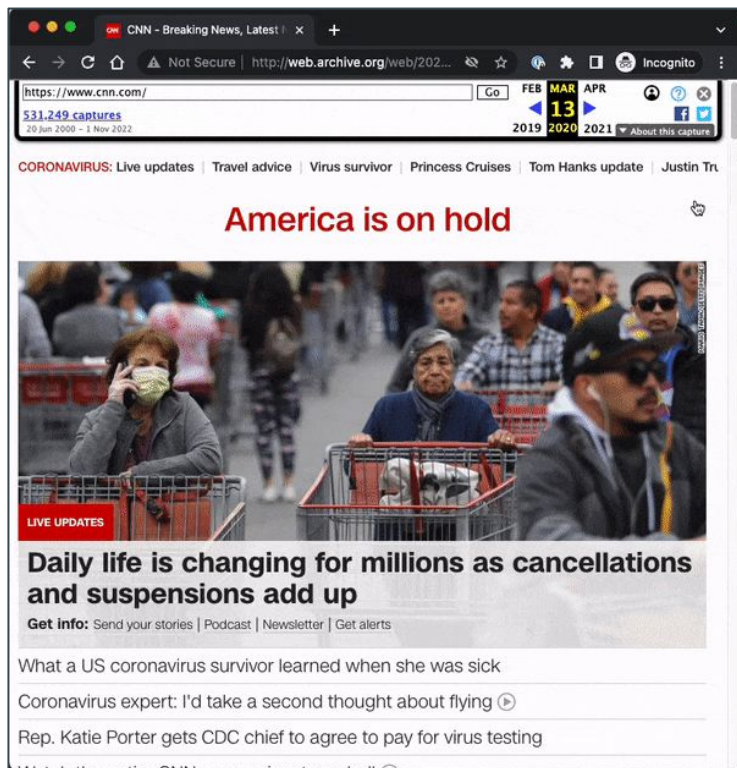 CNN - Breaking News, Latest N
Not Secure | http://web.archive.org/web/202... Incognito
https://www.cnn.com/ Go FEB MAR APR
531,249 captures 13
20 Jun 2000 – 1 Nov 2022 2019 2020 2021 ▼ About this capture
CORONAVIRUS: Live updates | Travel advice | Virus survivor | Princess Cruises | Tom Hanks update | Justin Tru
America is on hold
LIVE UPDATES
Daily life is changing for millions as cancellations
and suspensions add up
Get info: Send your stories | Podcast | Newsletter | Get alerts
What a US coronavirus survivor learned when she was sick
Coronavirus expert: I'd take a second thought about flying
Rep. Katie Porter gets CDC chief to agree to pay for virus testing